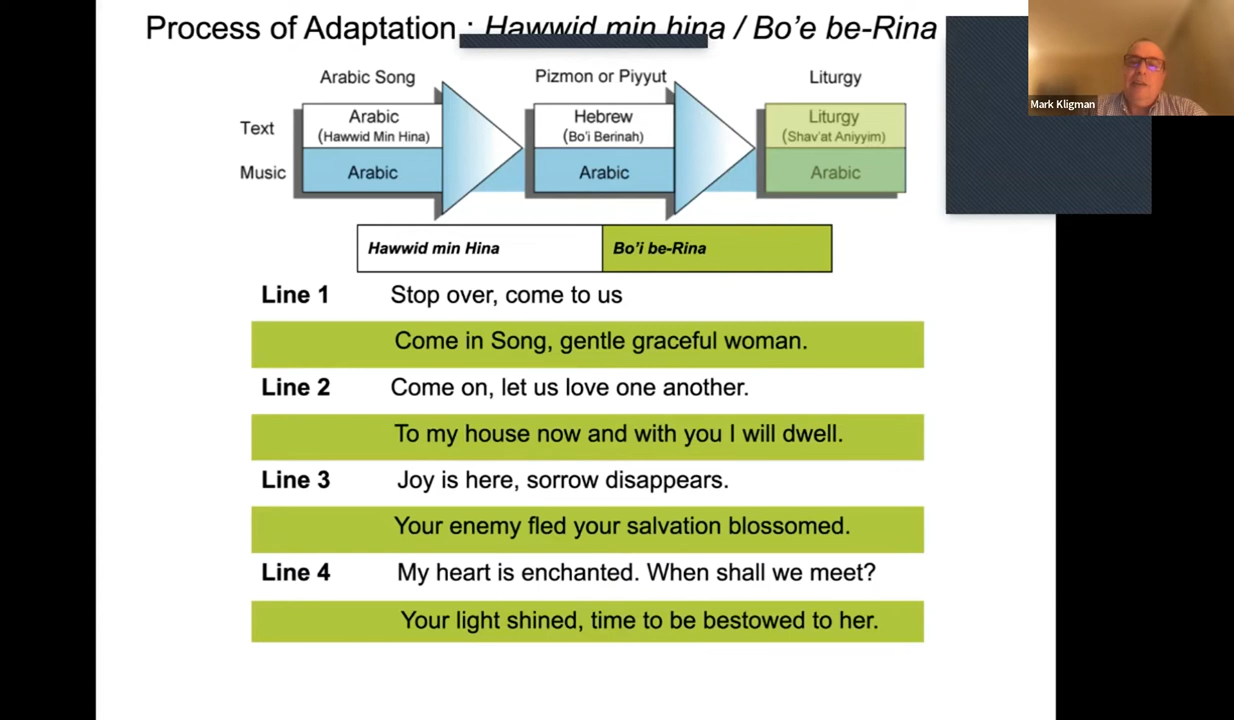 Process of Adaptation : Hawwid min hina / Bo'e be-Rina
Mark Kligman
Arabic Song
Pizmon or Piyyut
Liturgy
Text
Arabic
(Hawwid Min Hina)
Hebrew
(Bo'i Berinah)
Liturgy
(Shav'at Aniyyim)
Music
Arabic
Arabic
Arabic
Hawwid min Hina
Bo'i be-Rina
Line 1 Stop over, come to us
Come in Song, gentle graceful woman.
Line 2 Come on, let us love one another.
To my house now and with you I will dwell.
Line 3 Joy is here, sorrow disappears.
Your enemy fled your salvation blossomed.
Line 4 My heart is enchanted. When shall we meet?
Your light shined, time to be bestowed to her.